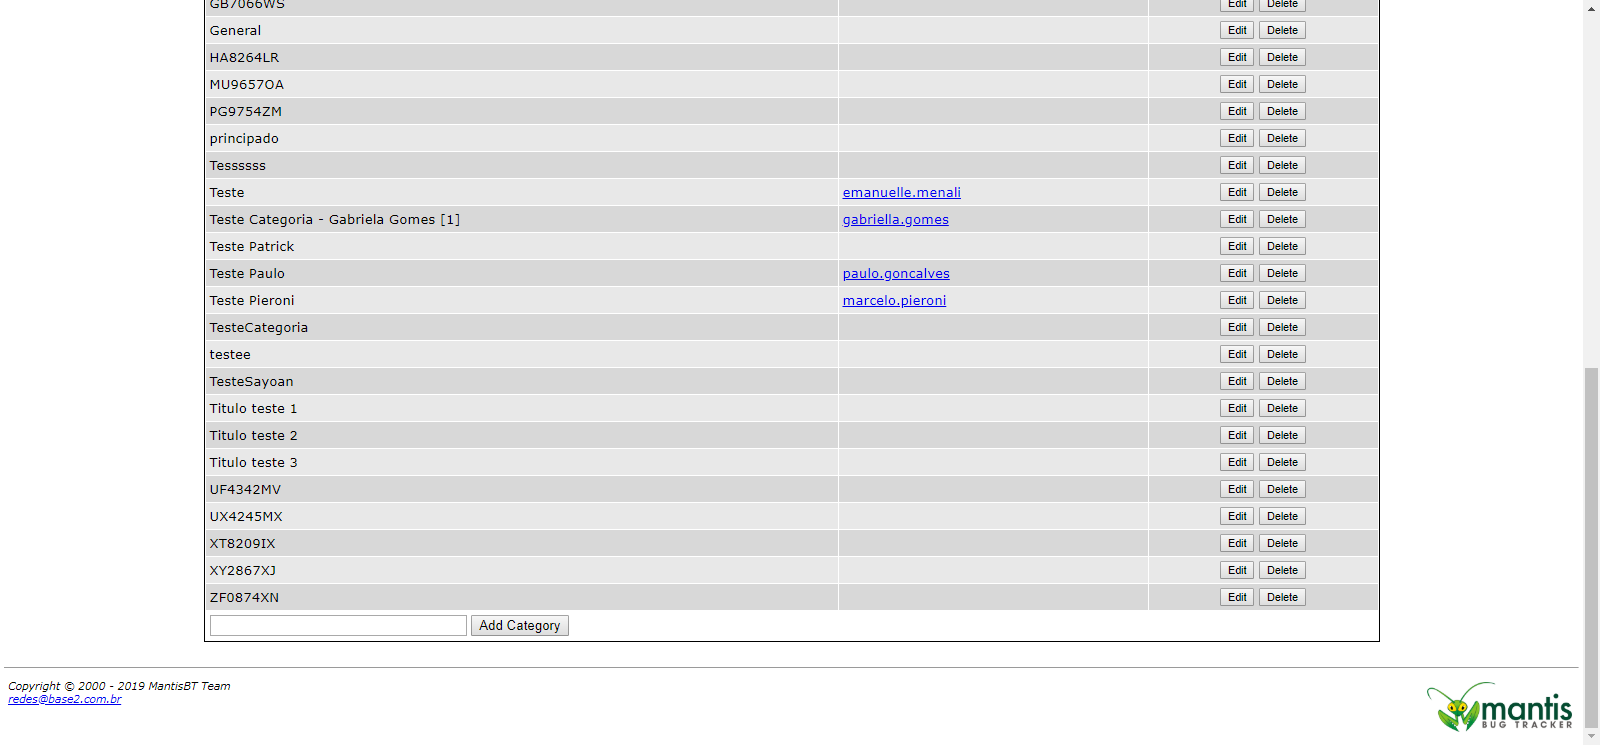 GB7066WS Edit Delete
General Edit Delete
HA8264LR Edit Delete
MU9657OA Edit Delete
PG9754ZM Edit Delete
principado Edit Delete
Tessssss Edit Delete
Teste emanuelle.menali Edit Delete
Teste Categoria - Gabriela Gomes [1] gabriella.gomes Edit Delete
Teste Patrick Edit Delete
Teste Paulo paulo.goncalves Edit Delete
Teste Pieroni marcelo.pieroni Edit Delete
TesteCategoria Edit Delete
testee Edit Delete
TesteSayoan Edit Delete
Titulo teste 1 Edit Delete
Titulo teste 2 Edit Delete
Titulo teste 3 Edit Delete
UF4342MV Edit Delete
UX4245MX Edit Delete
XT8209IX Edit Delete
XY2867XJ Edit Delete
ZF0874XN Edit Delete
Add Category
Copyright © 2000 - 2019 MantisBT Team
redes@base2.com.br
mantis
BUG TRACKER